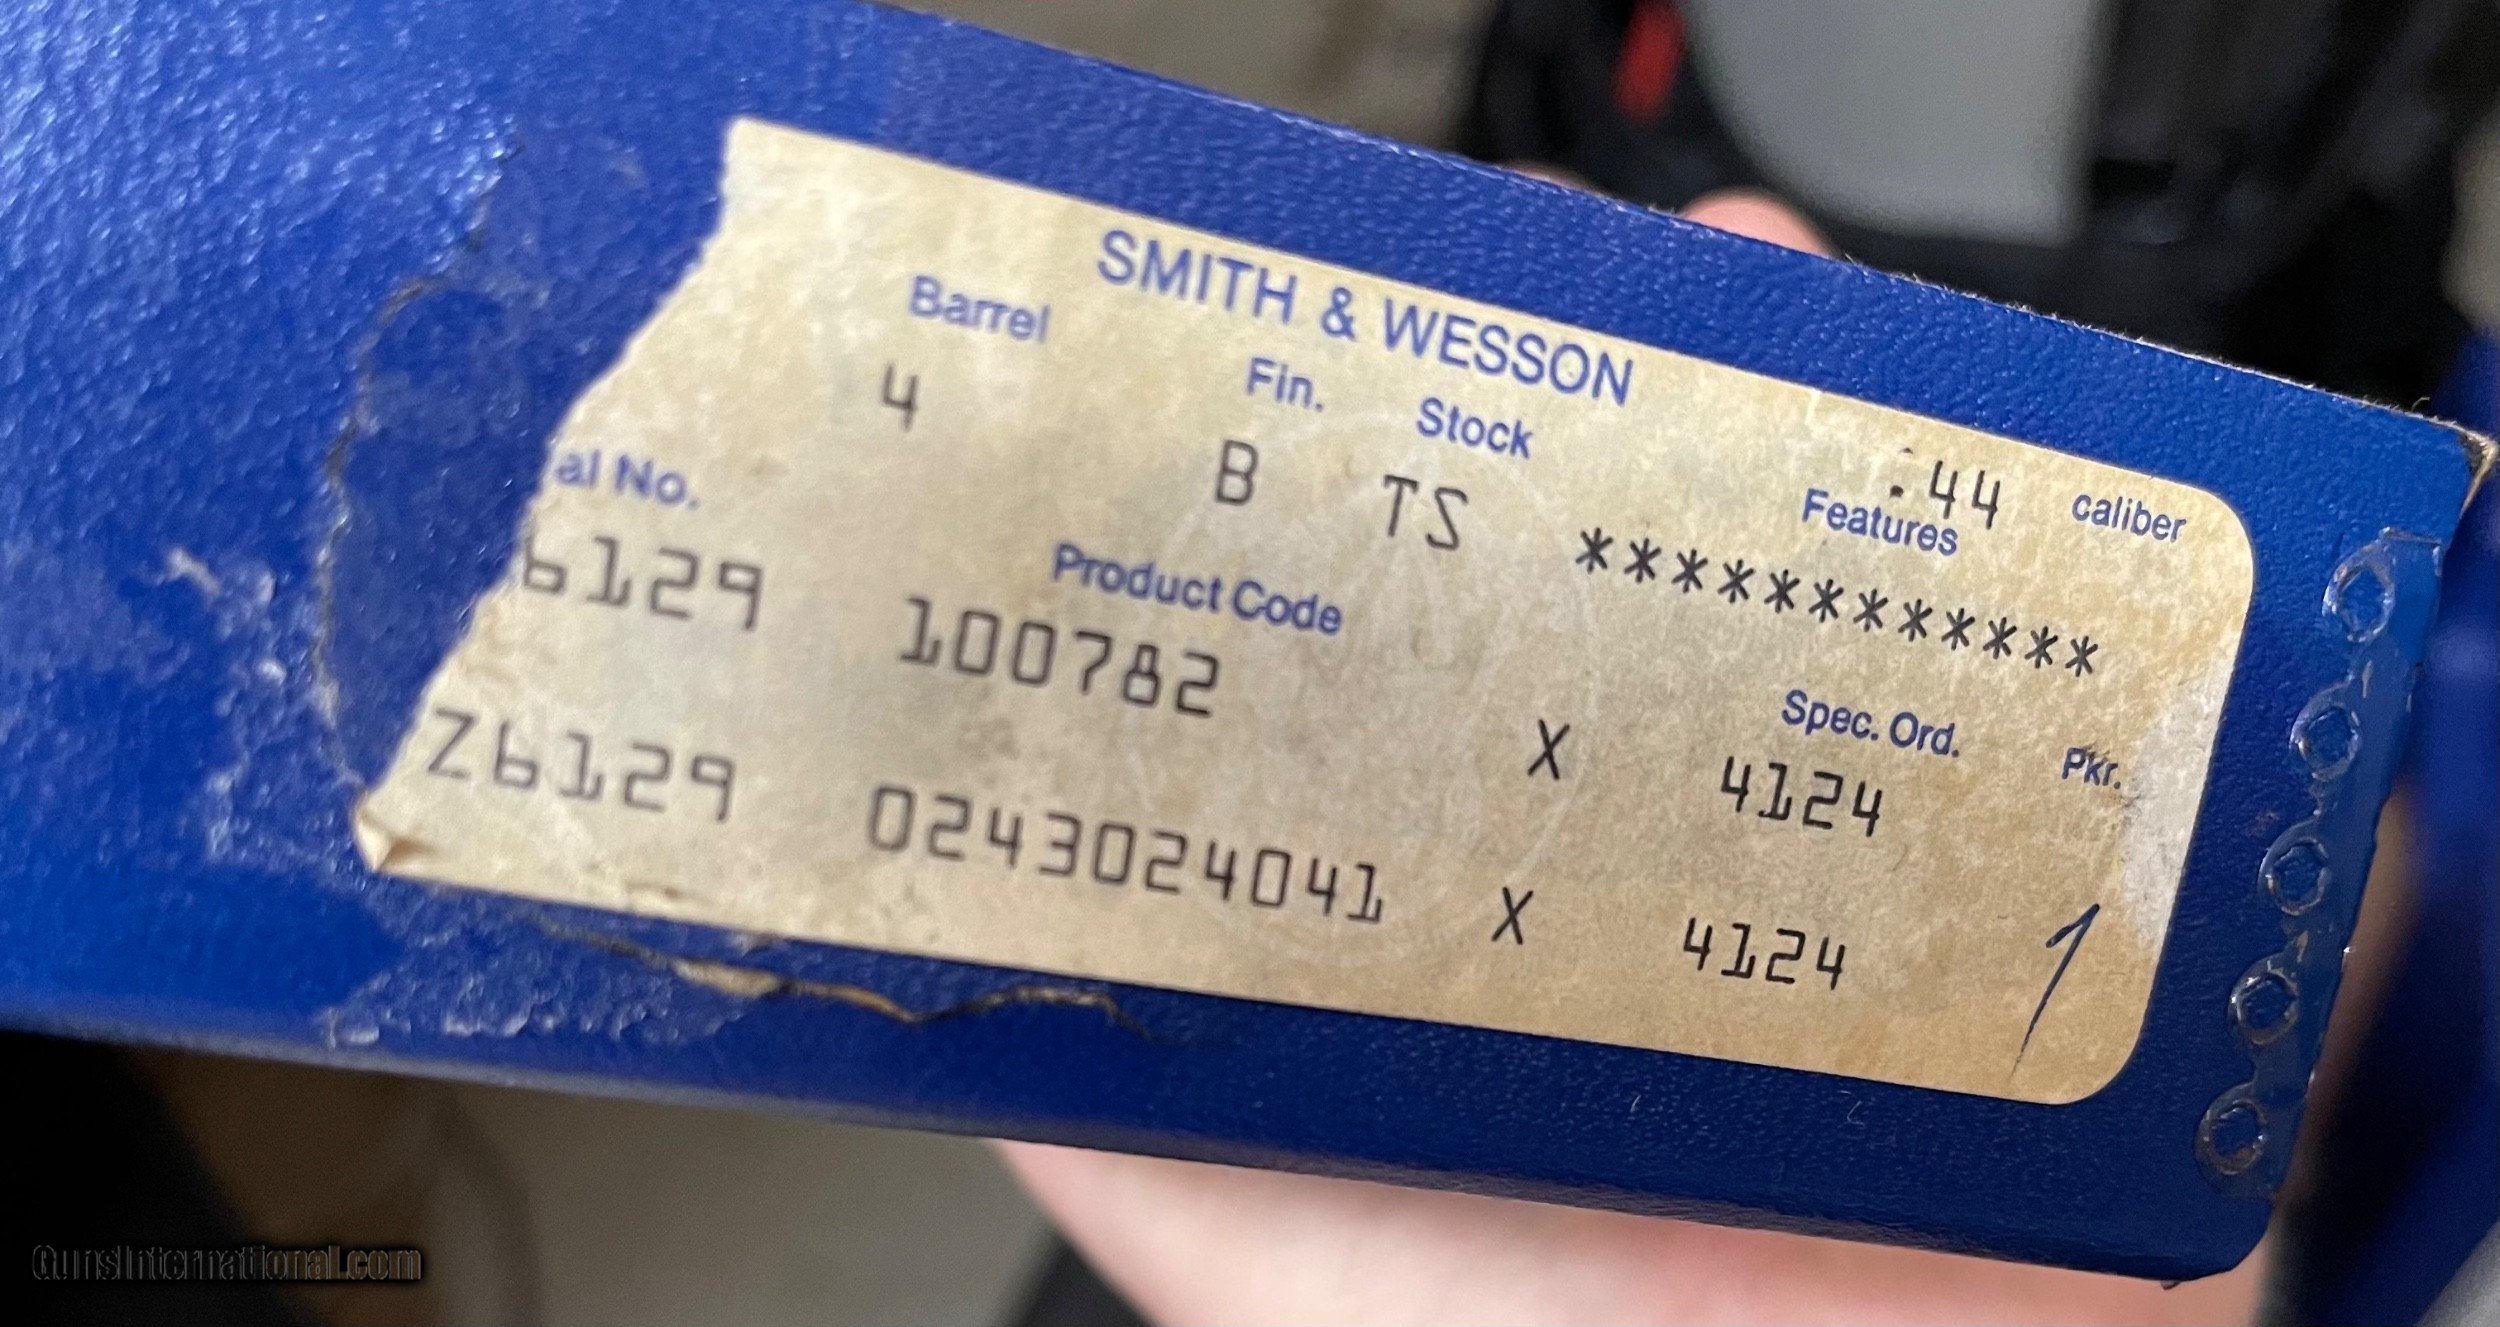 SMITH & WESSON
Barrel Fin. Stock .44 caliber
4 B TS Features
al No. Product Code ************
6129 100782 X 4124 Spec. Ord. Pkr.
Z6129 0243024041 X 4124 1
GunsInternational.com